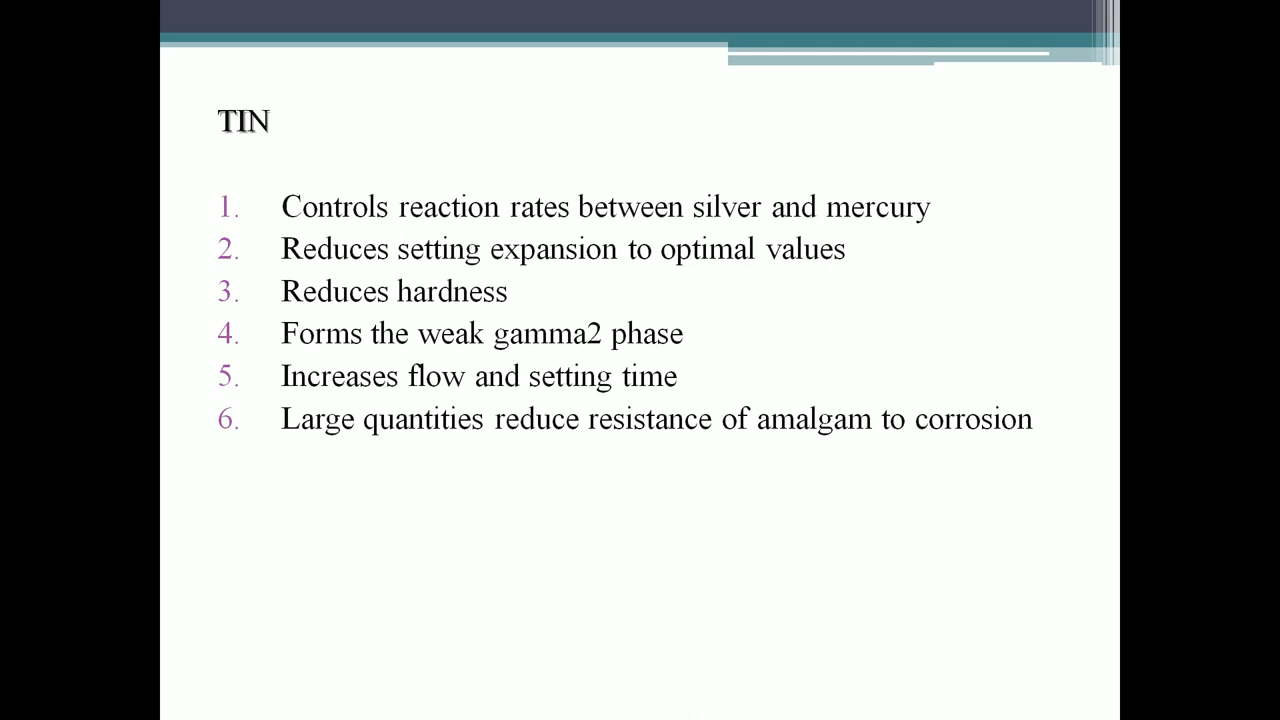 TIN
1. Controls reaction rates between silver and mercury
2. Reduces setting expansion to optimal values
3. Reduces hardness
4. Forms the weak gamma2 phase
5. Increases flow and setting time
6. Large quantities reduce resistance of amalgam to corrosion